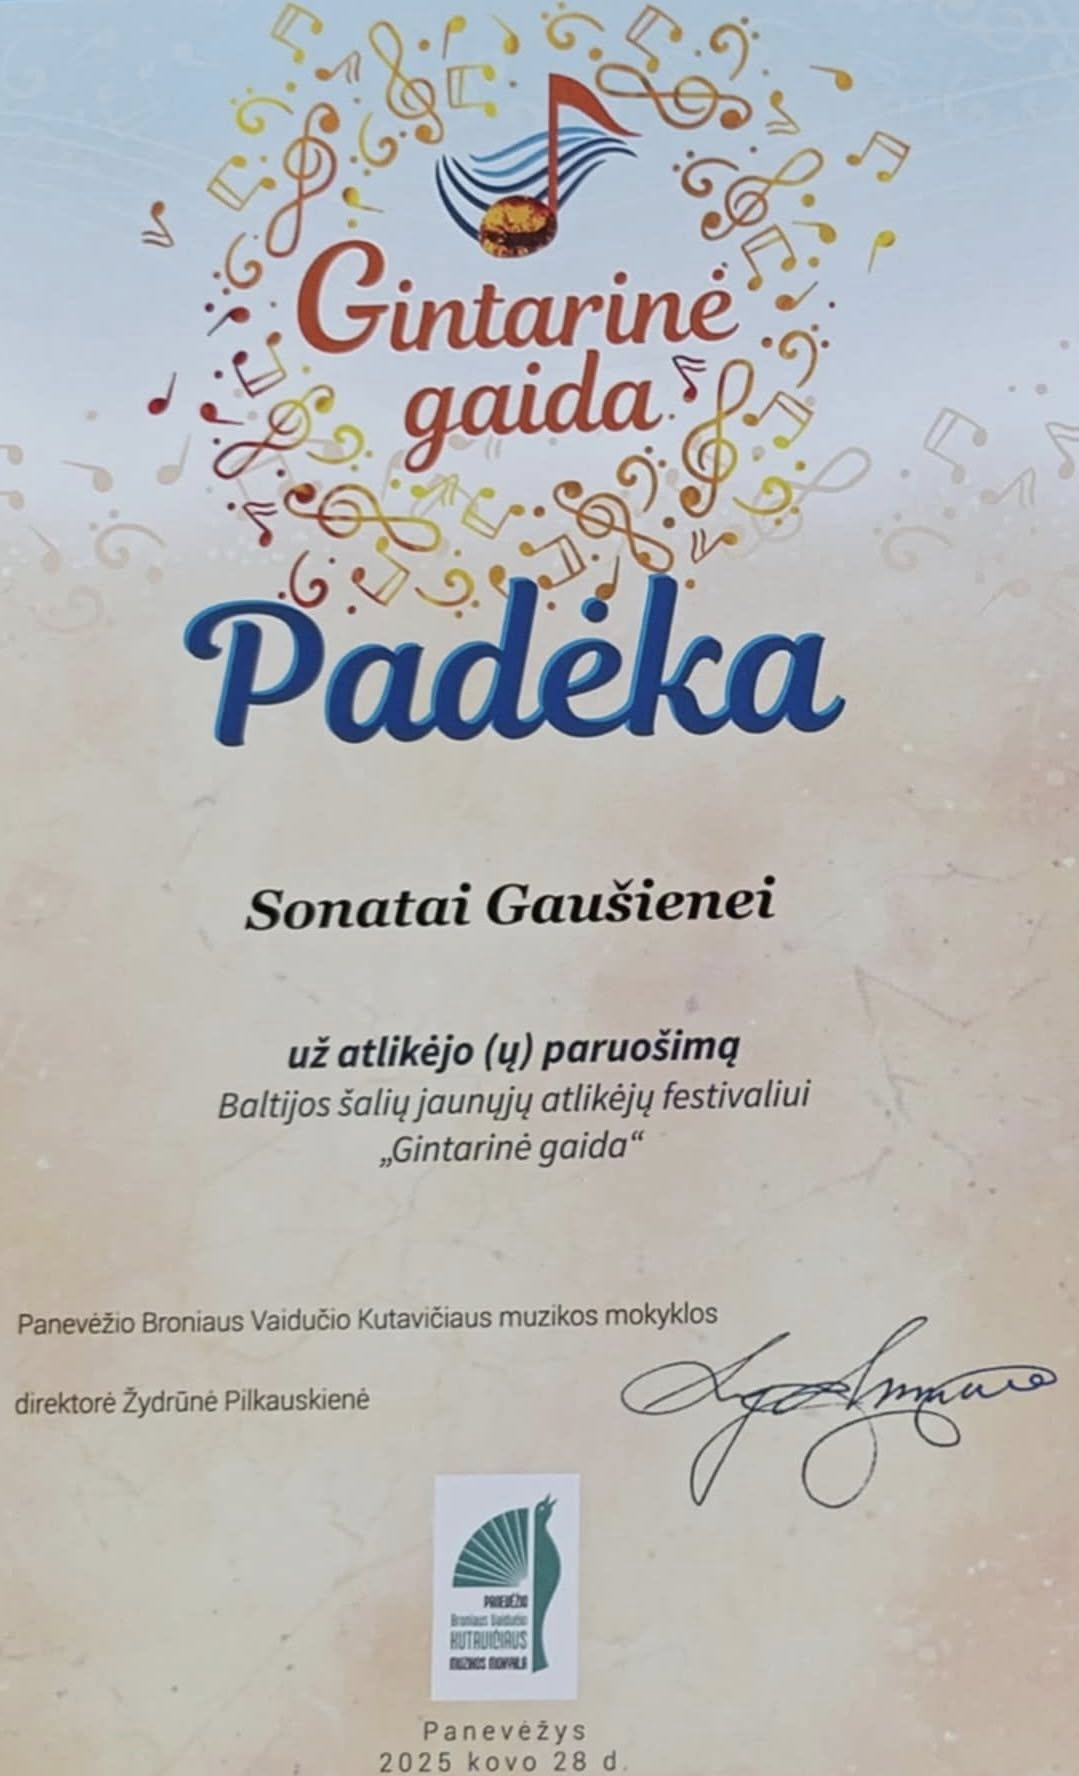 Gintarinė
gaida
Padėka
Sonatai Gaušienei
už atlikėjo (ų) paruošimą
Baltijos šalių jaunųjų atlikėjų festivaliui
„Gintarinė gaida“
Panevėžio Broniaus Vaidučio Kutavičiaus muzikos mokyklos
direktorė Žydrūnė Pilkauskienė
PANEVĖŽIO
Broniaus Vaidučio
KUTAVIČIAUS
MUZIKOS MOKYKLA
Panevėžys
2025 kovo 28 d.